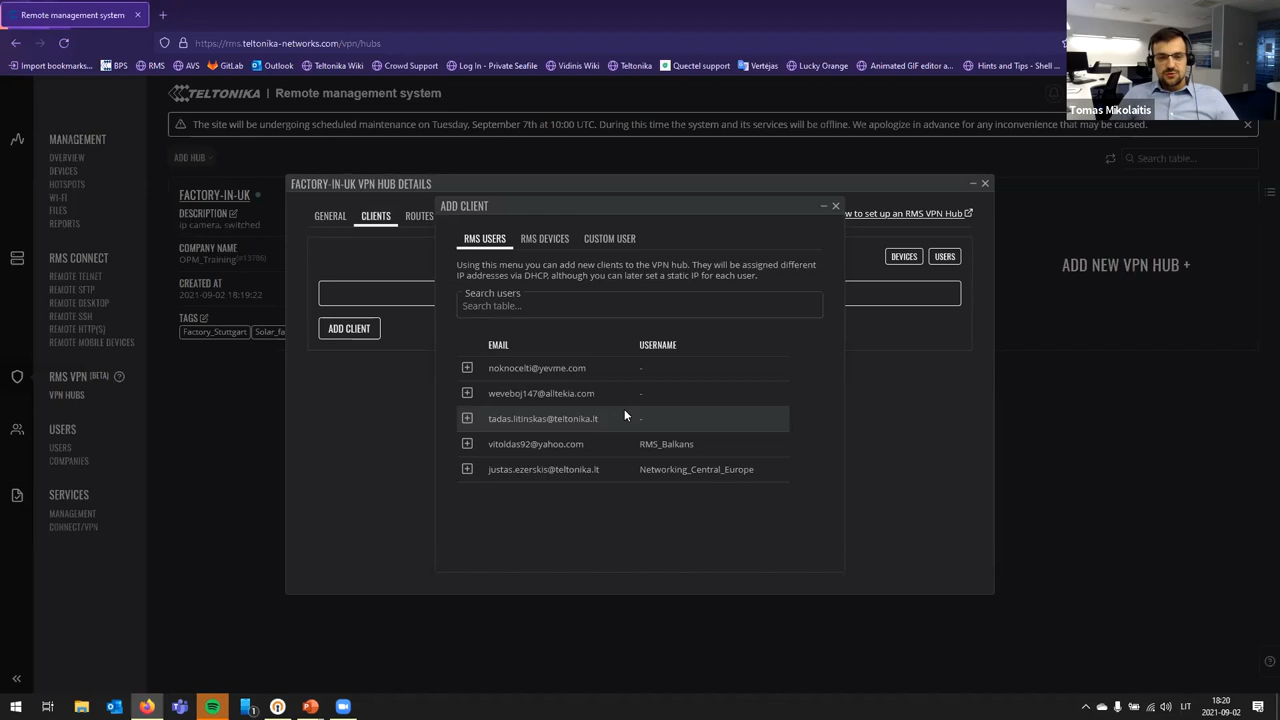 Remote management system
https://rms.teltonika-networks.com/vpn/hubs
Import bookmarks...
BPS
RMS
AVS
GitLab
Outlook
Teltonika Wiki
Crowd Support
Log In - Private Seafile
Vidinis Wiki
Teltonika
Quectel support
Vertėjas
Lucky Orange
Animated GIF editor a...
Hints and Tips - Shell ...
Tomas Mikolaitis
TELTONIKA | Remote management system
The site will be undergoing scheduled
day, September 7th at 10:00 UTC. During this time the system and its services will be offline. We apologize in advance for any inconvenience that may be caused.
ADD HUB
Search table...
MANAGEMENT
OVERVIEW
DEVICES
HOTSPOTS
WI-FI
FILES
REPORTS
RMS CONNECT
REMOTE TELNET
REMOTE SFTP
REMOTE DESKTOP
REMOTE SSH
REMOTE HTTP(S)
REMOTE MOBILE DEVICES
RMS VPN (BETA)
VPN HUBS
USERS
USERS
COMPANIES
SERVICES
MANAGEMENT
CONNECT/VPN
FACTORY-IN-UK
DESCRIPTION
ip camera, switched
COMPANY NAME
OPM_Training(#13786)
CREATED AT
2021-09-02 18:19:22
TAGS
Factory_Stuttgart
Solar_fa
FACTORY-IN-UK VPN HUB DETAILS
GENERAL
CLIENTS
ROUTES
w to set up an RMS VPN Hub
DEVICES
USERS
ADD CLIENT
ADD NEW VPN HUB +
ADD CLIENT
RMS USERS
RMS DEVICES
CUSTOM USER
Using this menu you can add new clients to the VPN hub. They will be assigned different
IP addresses via DHCP, although you can later set a static IP for each user.
Search users
Search table...
EMAIL USERNAME
noknocelti@yevme.com -
weveboj147@alltekia.com -
tadas.litinskas@teltonika.lt -
vitoldas92@yahoo.com RMS_Balkans
justas.ezerskis@teltonika.lt Networking_Central_Europe
LIT
18:20
2021-09-02